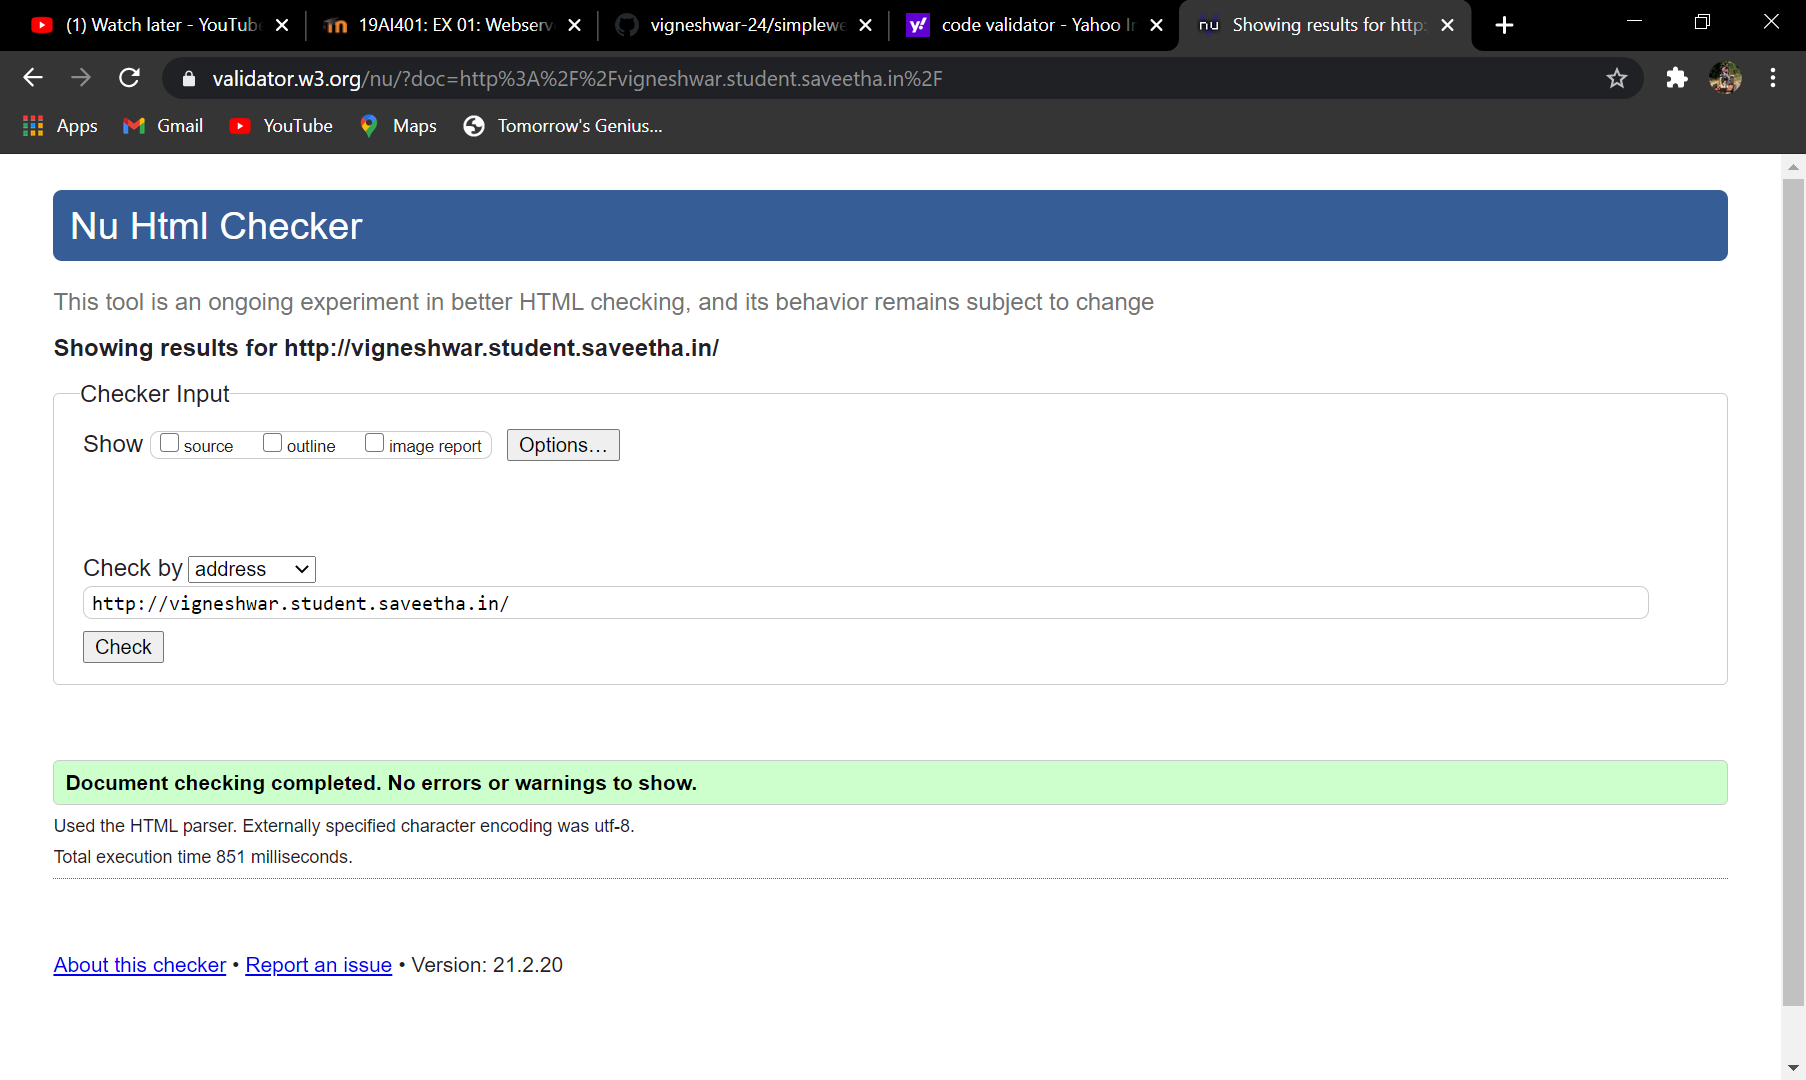 (1) Watch later - YouTube
19AI401: EX 01: Webserv
vigneshwar-24/simplewe
y!
code validator - Yahoo I
nu
Showing results for http:
validator.w3.org/nu/?doc=http%3A%2F%2Fvigneshwar.student.saveetha.in%2F
Apps
Gmail
YouTube
Maps
Tomorrow's Genius...
Nu Html Checker
This tool is an ongoing experiment in better HTML checking, and its behavior remains subject to change
Showing results for http://vigneshwar.student.saveetha.in/
Checker Input
Show source outline image report Options...
Check by address
http://vigneshwar.student.saveetha.in/
Check
Document checking completed. No errors or warnings to show.
Used the HTML parser. Externally specified character encoding was utf-8.
Total execution time 851 milliseconds.
About this checker • Report an issue • Version: 21.2.20